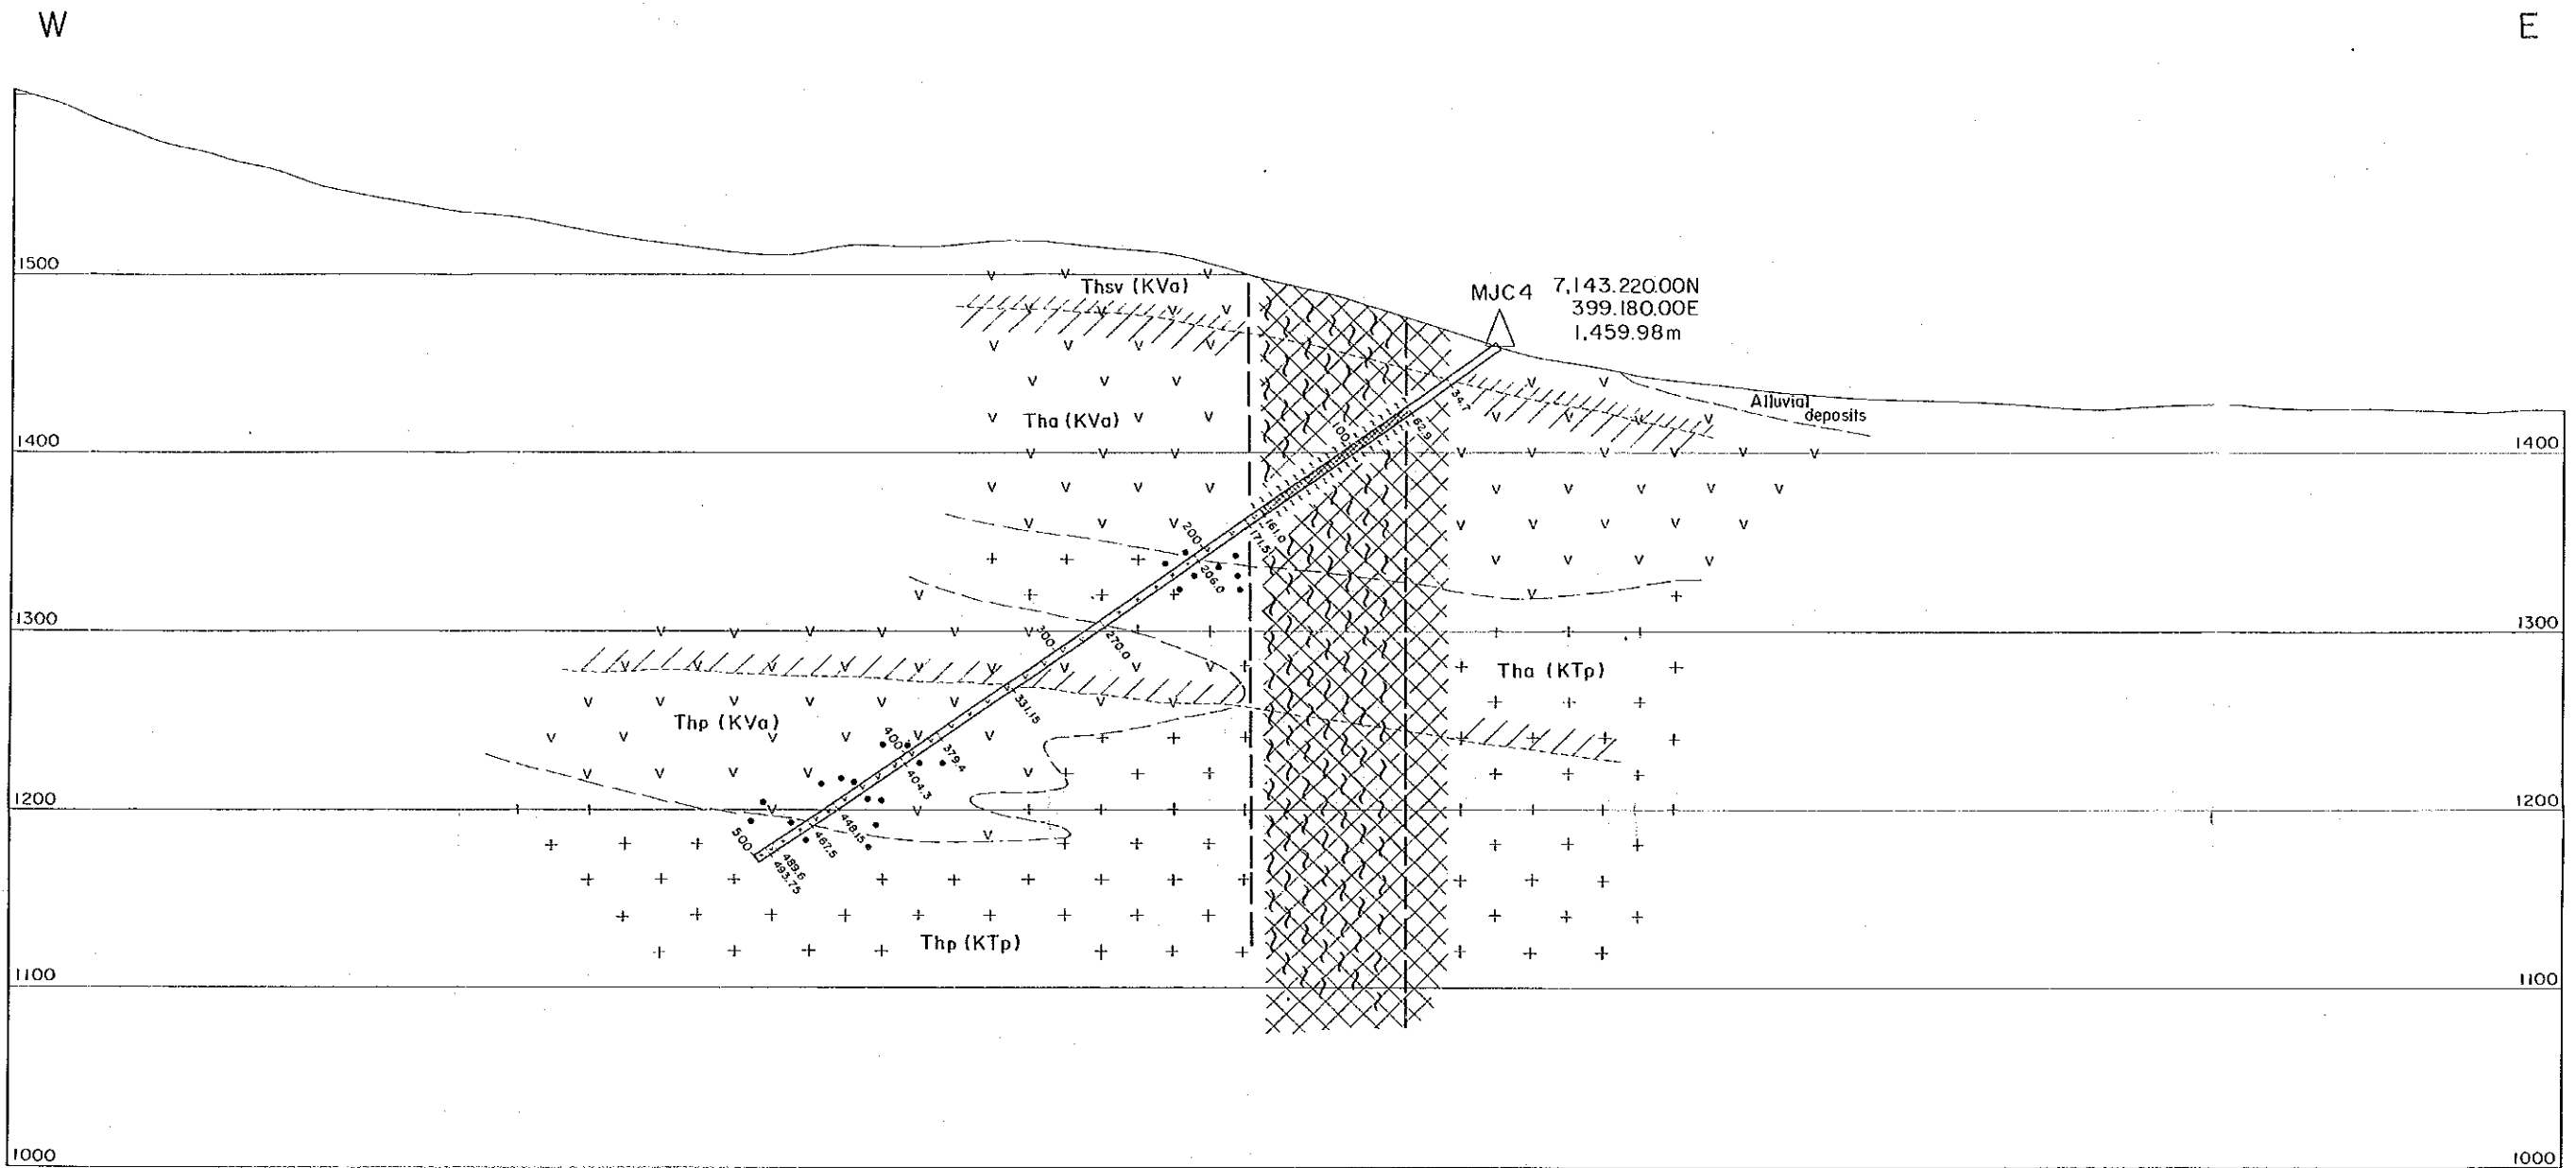 W
E
1500
Thsv (KVa)
MJC4 7,143.220.00N
399.180.00E
1,459.98m
34.7
62.9
Alluvial
deposits
Tha (KVa)
100
1400
1400
161.0
171.5
200
206.0
1300
1300
300
270.0
Tha (KTp)
331.15
Thp (KVa)
400
379.4
404.3
1200
1200
448.15
467.5
500
489.6
493.75
Thp (KTp)
1100
1100
1000
1000